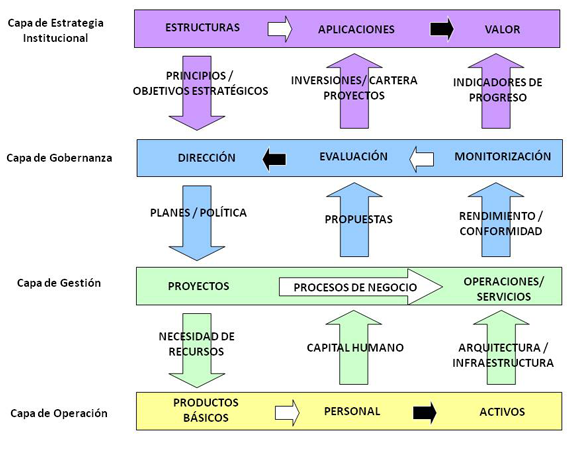 Capa de Estrategia
Institucional
ESTRUCTURAS
APLICACIONES
VALOR
PRINCIPIOS /
OBJETIVOS ESTRATÉGICOS
INVERSIONES/ CARTERA
PROYECTOS
INDICADORES DE
PROGRESO
Capa de Gobernanza
DIRECCIÓN
EVALUACIÓN
MONITORIZACIÓN
PLANES / POLÍTICA
PROPUESTAS
RENDIMIENTO /
CONFORMIDAD
Capa de Gestión
PROYECTOS
PROCESOS DE NEGOCIO
OPERACIONES/
SERVICIOS
NECESIDAD DE
RECURSOS
CAPITAL HUMANO
ARQUITECTURA /
INFRAESTRUCTURA
Capa de Operación
PRODUCTOS
BÁSICOS
PERSONAL
ACTIVOS